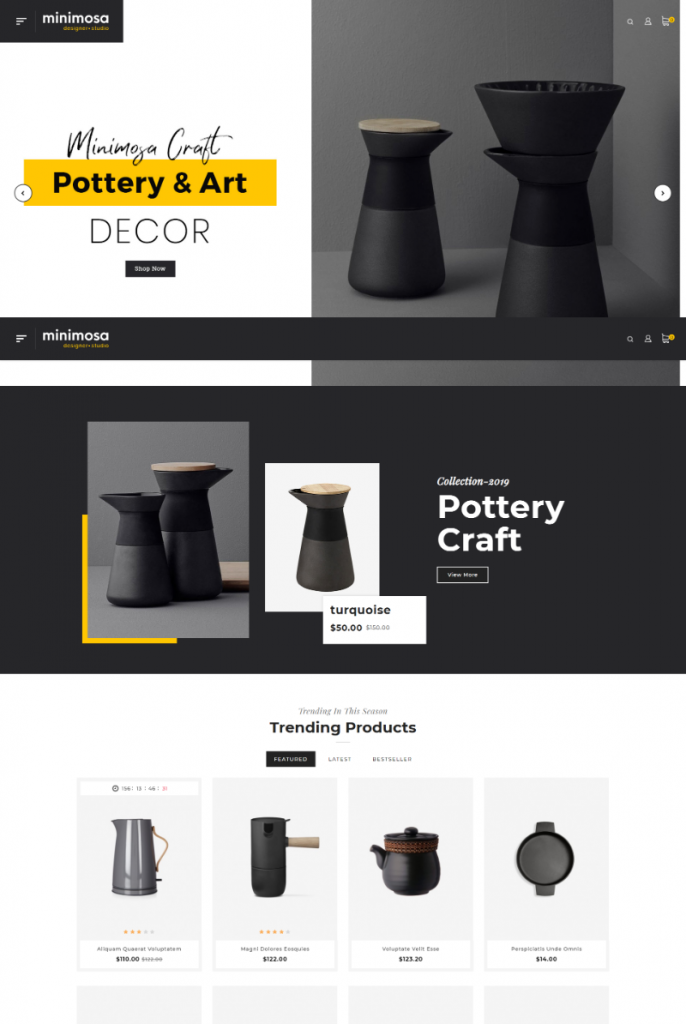 minimosa
designer•studio
0
Minimosa Craft
Pottery & Art
DECOR
Shop Now
minimosa
designer•studio
0
Collection-2019
Pottery
Craft
View More
turquoise
$50.00 $150.00
Trending In This Season
Trending Products
FEATURED LATEST BESTSELLER
156 : 13 : 46 : 31
Aliquam Quaerat Voluptatem
$110.00 $122.00
Magni Dolores Eosquies
$122.00
Voluptate Velit Esse
$123.20
Perspiciatis Unde Omnis
$14.00